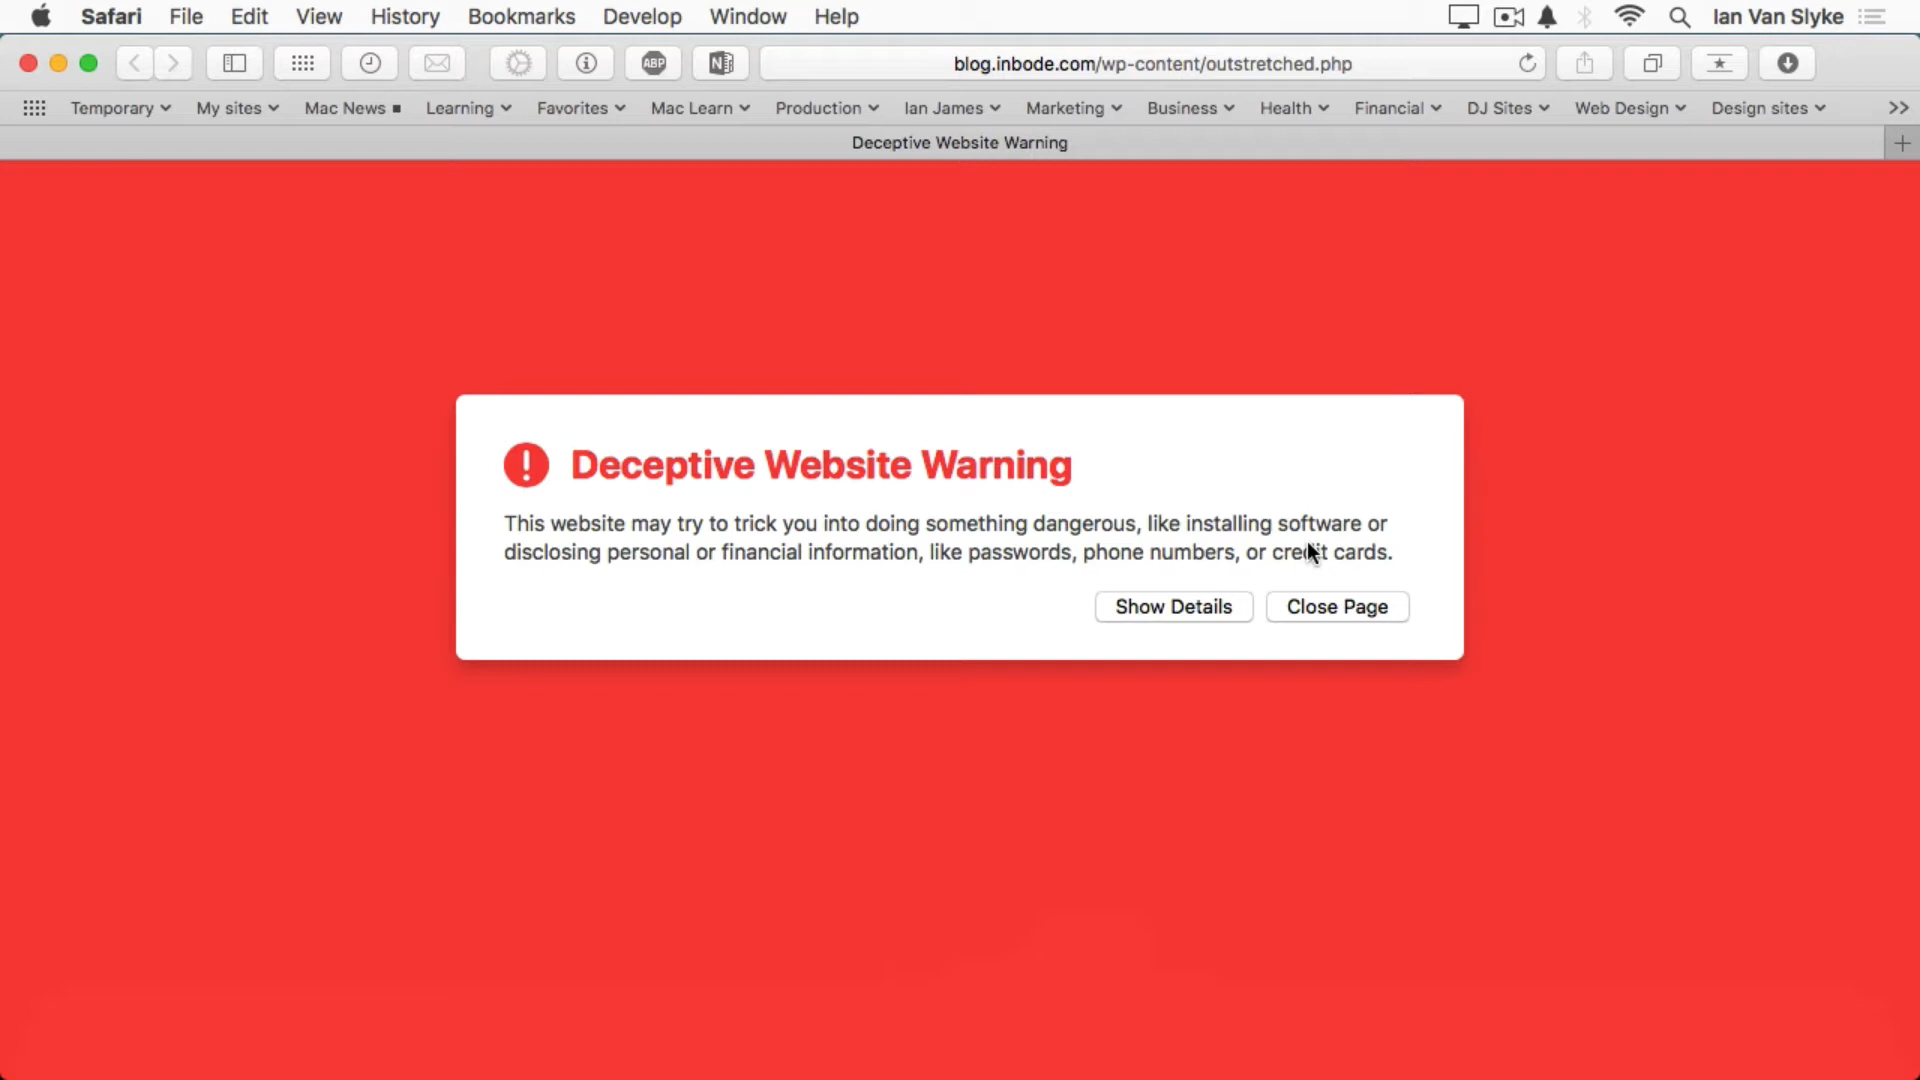 Safari File Edit View History Bookmarks Develop Window Help Ian Van Slyke
ABP N blog.inbode.com/wp-content/outstretched.php
Temporary My sites Mac News Learning Favorites Mac Learn Production Ian James Marketing Business Health Financial DJ Sites Web Design Design sites
Deceptive Website Warning
Deceptive Website Warning
This website may try to trick you into doing something dangerous, like installing software or
disclosing personal or financial information, like passwords, phone numbers, or credit cards.
Show Details Close Page